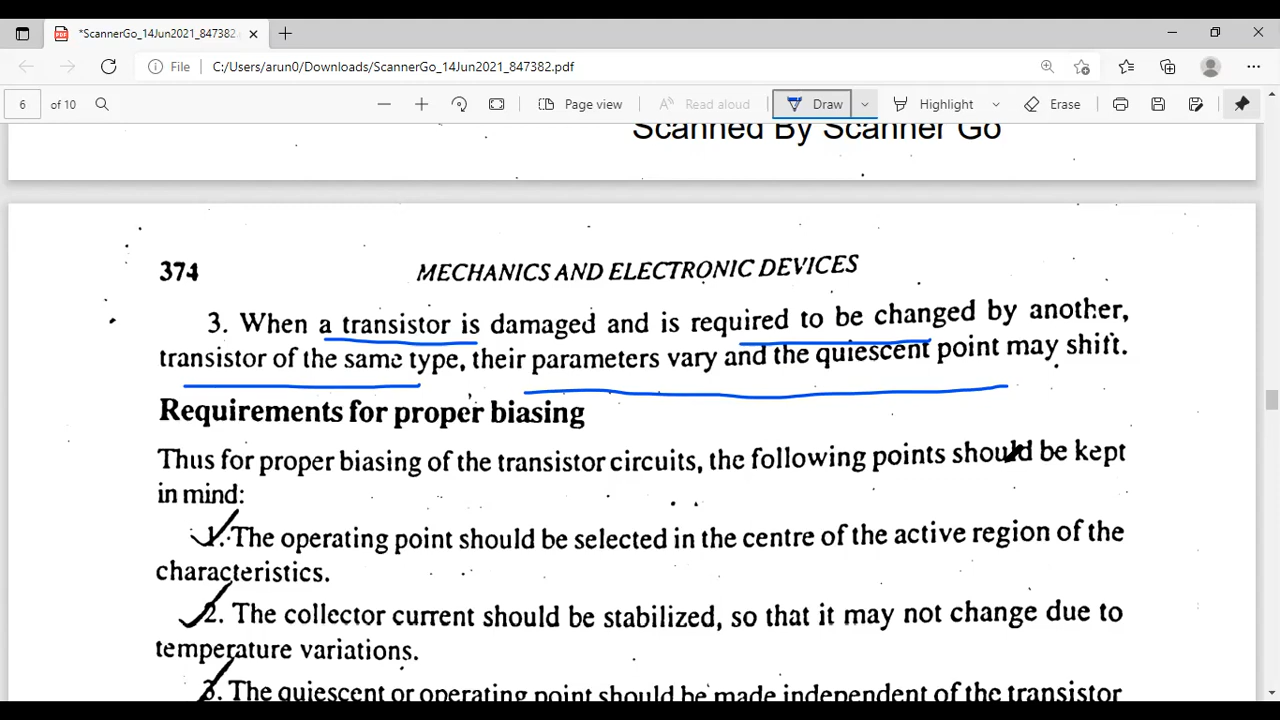 *ScannerGo_14Jun2021_847382.
File C:/Users/arun0/Downloads/ScannerGo_14Jun2021_847382.pdf
6 of 10 Page view Read aloud Draw Highlight Erase
Scanned By Scanner Go
374 MECHANICS AND ELECTRONIC DEVICES
3. When a transistor is damaged and is required to be changed by another,
transistor of the same type, their parameters vary and the quiescent point may shift.
Requirements for proper biasing
Thus for proper biasing of the transistor circuits, the following points should be kept
in mind:
1. The operating point should be selected in the centre of the active region of the
characteristics.
2. The collector current should be stabilized, so that it may not change due to
temperature variations.
3. The quiescent or operating point should be made independent of the transistor